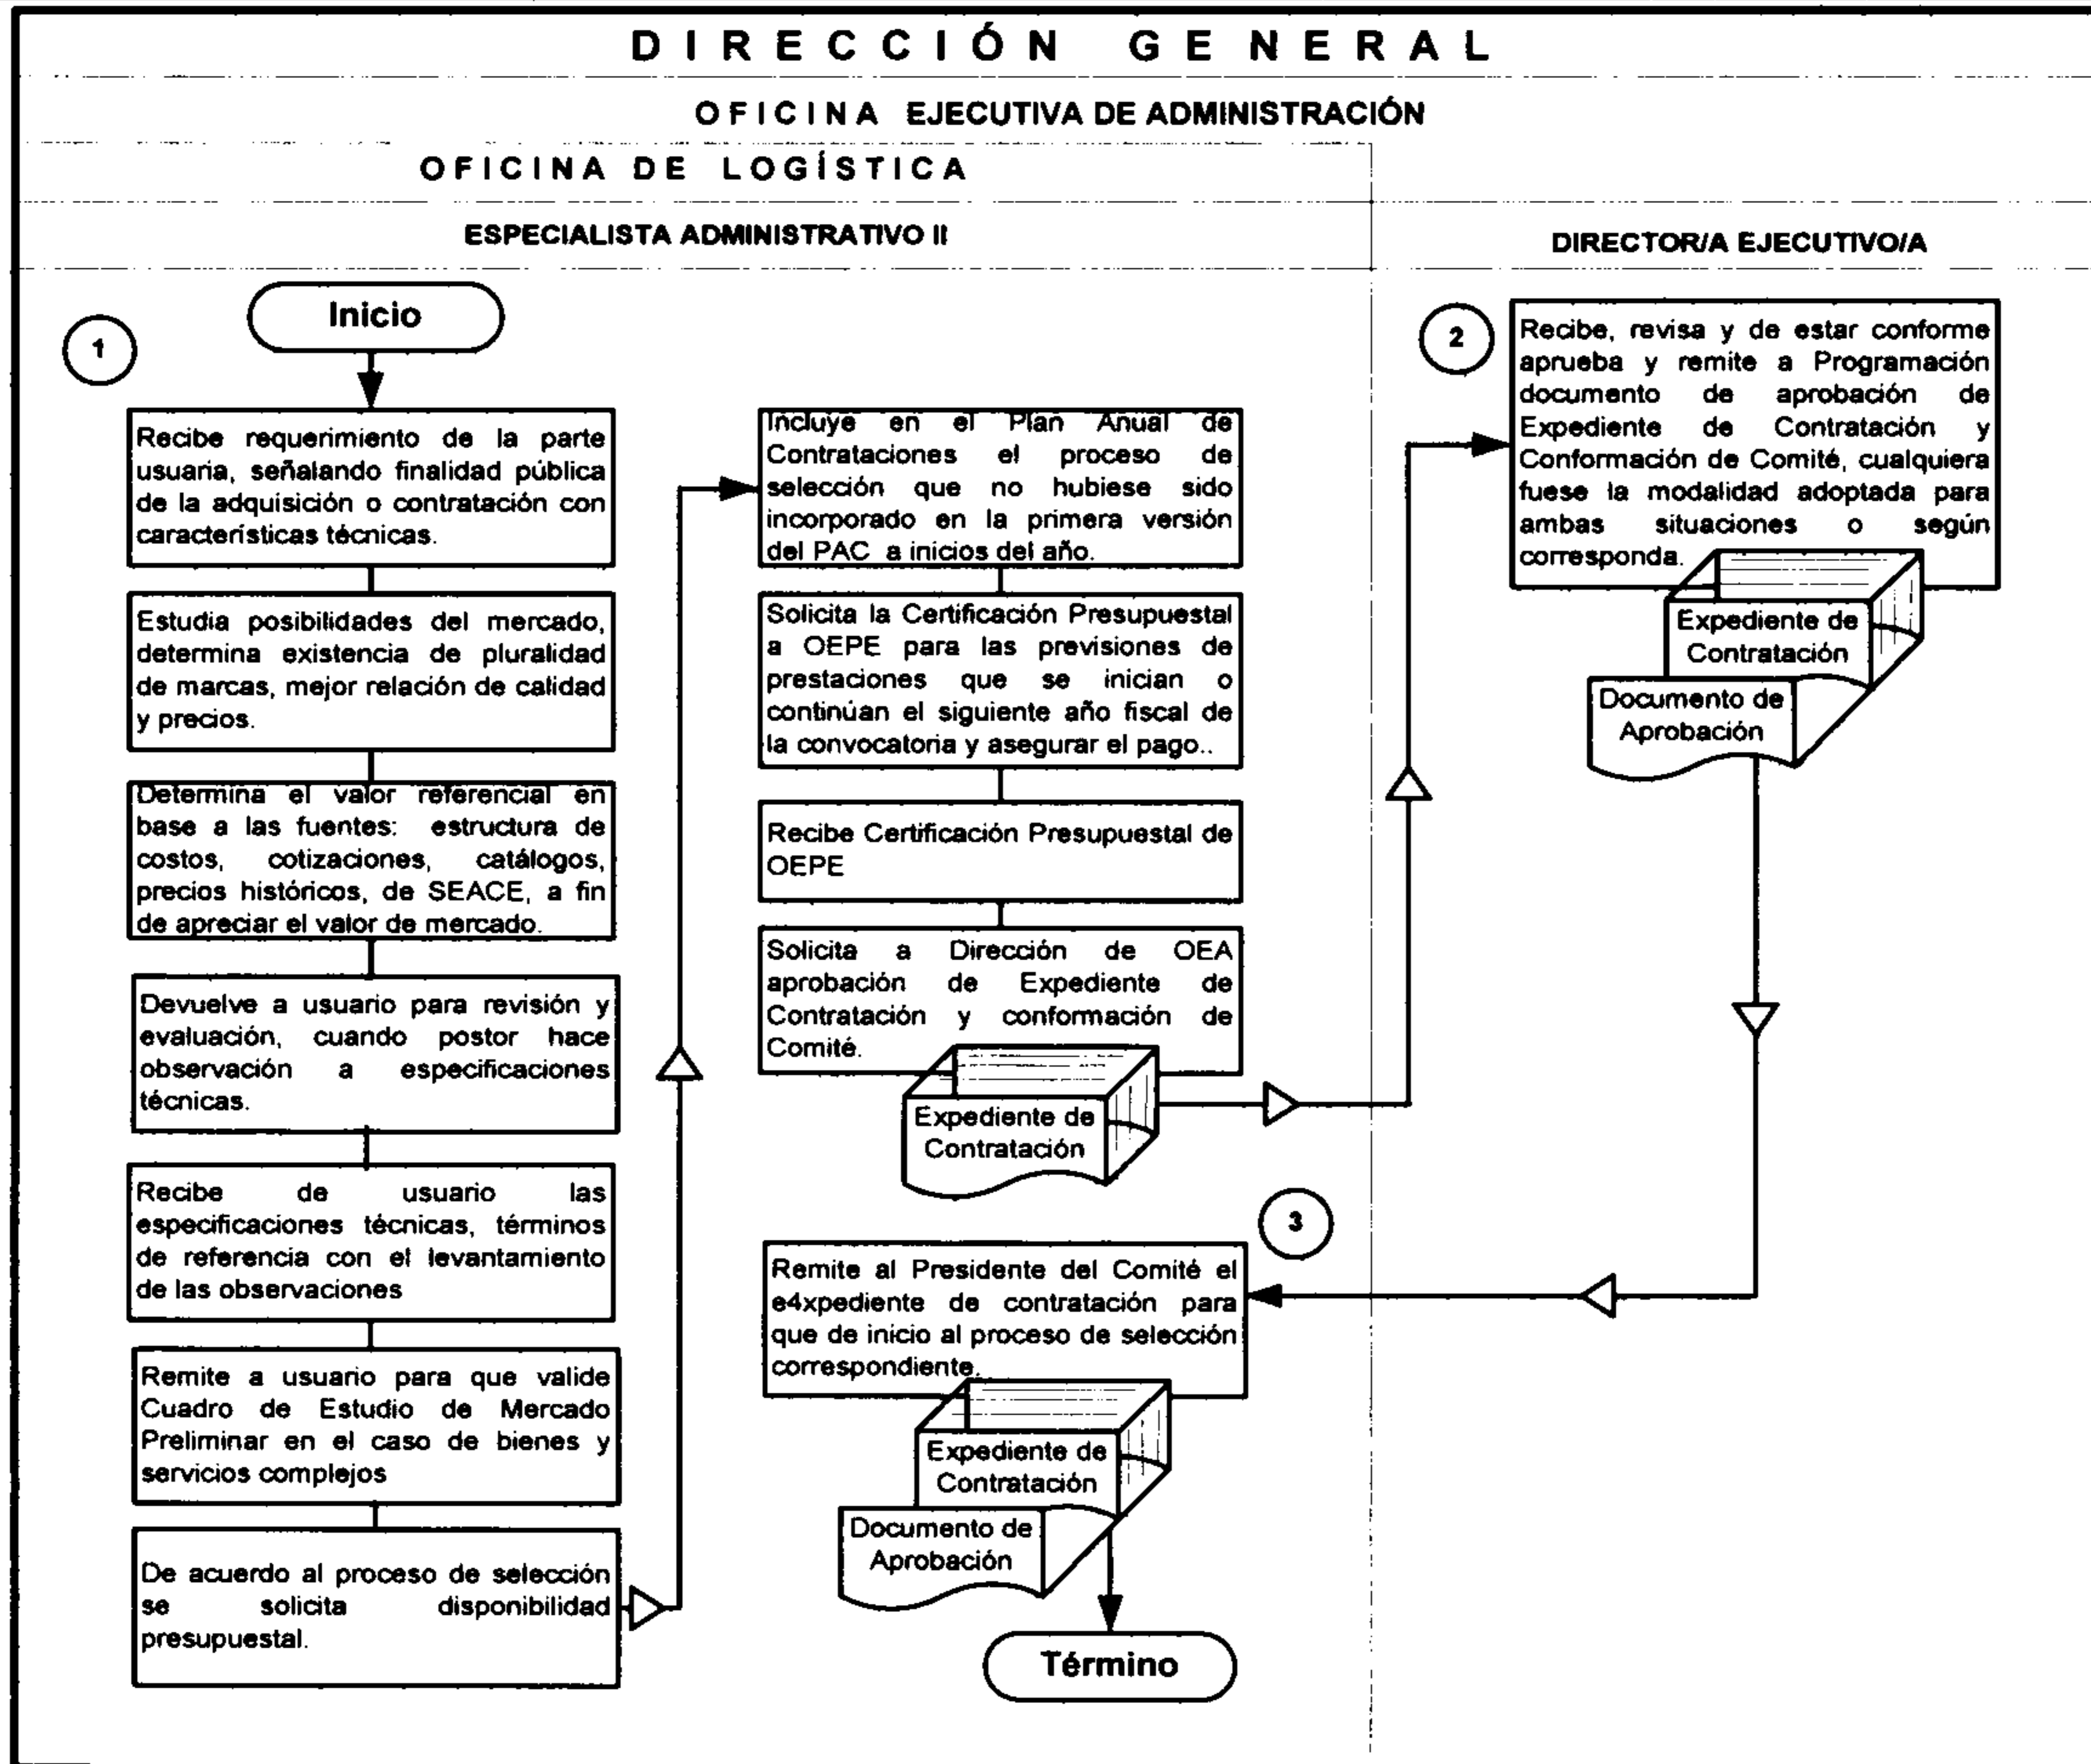 DIRECCIÓN GENERAL
OFICINA EJECUTIVA DE ADMINISTRACIÓN
OFICINA DE LOGÍSTICA
ESPECIALISTA ADMINISTRATIVO II
DIRECTOR/A EJECUTIVO/A
1
Inicio
Recibe requerimiento de la parte
usuaria, señalando finalidad pública
de la adquisición o contratación con
características técnicas.
Estudia posibilidades del mercado,
determina existencia de pluralidad
de marcas, mejor relación de calidad
y precios.
Determina el valor referencial en
base a las fuentes: estructura de
costos, cotizaciones, catálogos,
precios históricos, de SEACE, a fin
de apreciar el valor de mercado.
Devuelve a usuario para revisión y
evaluación, cuando postor hace
observación a especificaciones
técnicas.
Recibe de usuario las
especificaciones técnicas, términos
de referencia con el levantamiento
de las observaciones
Remite a usuario para que valide
Cuadro de Estudio de Mercado
Preliminar en el caso de bienes y
servicios complejos
De acuerdo al proceso de selección
se solicita disponibilidad
presupuestal.
Incluye en el Plan Anual de
Contrataciones el proceso de
selección que no hubiese sido
incorporado en la primera versión
del PAC a inicios del año.
Solicita la Certificación Presupuestal
a OEPE para las previsiones de
prestaciones que se inician o
continúan el siguiente año fiscal de
la convocatoria y asegurar el pago..
Recibe Certificación Presupuestal de
OEPE
Solicita a Dirección de OEA
aprobación de Expediente de
Contratación y conformación de
Comité.
Expediente de
Contratación
2
Recibe, revisa y de estar conforme
aprueba y remite a Programación
documento de aprobación de
Expediente de Contratación y
Conformación de Comité, cualquiera
fuese la modalidad adoptada para
ambas situaciones o según
corresponda.
Expediente de
Contratación
Documento de
Aprobación
3
Remite al Presidente del Comité el
e4xpediente de contratación para
que de inicio al proceso de selección
correspondiente.
Expediente de
Contratación
Documento de
Aprobación
Término